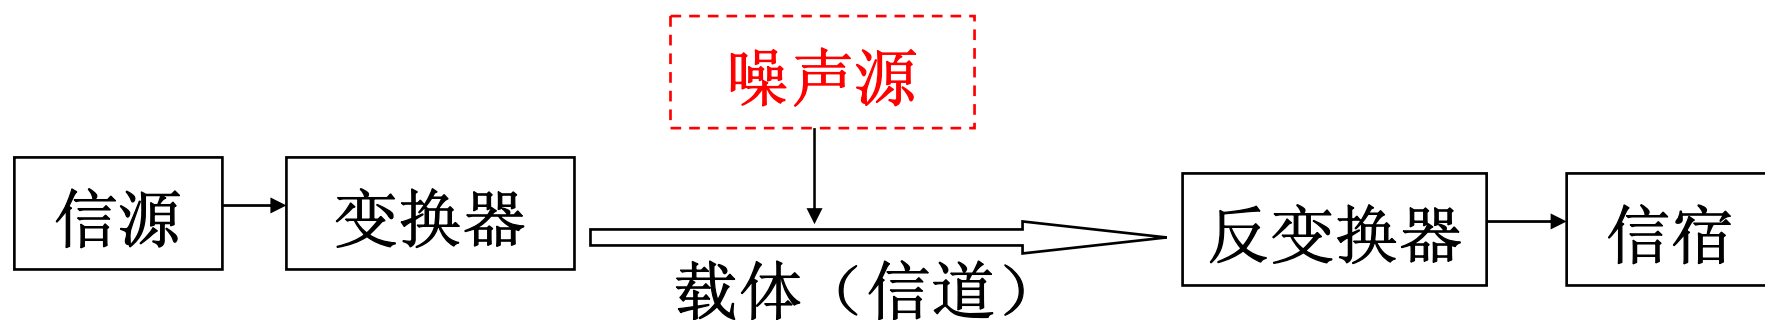 噪声源
信源
变换器
载体（信道）
反变换器
信宿